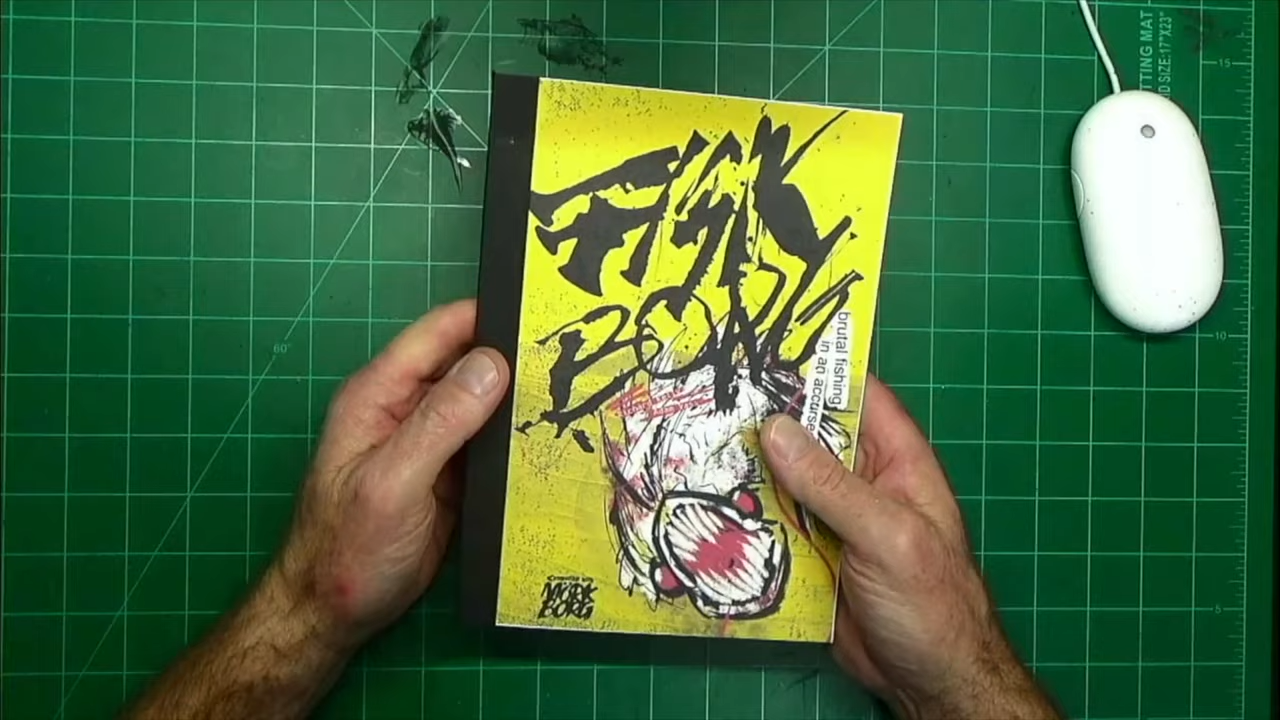 FISK
BORG
brutal fishing
in an accurse
MÖRK
BORG
TTING MAT
D SIZE:17"X23"
15
10
5
60°